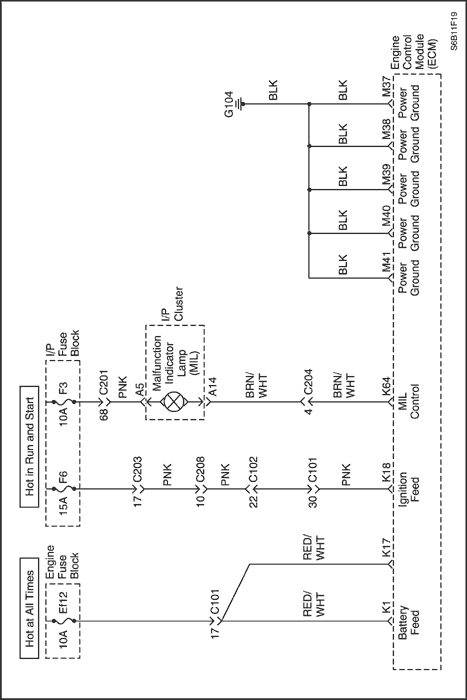 Hot at All Times
Hot in Run and Start
Engine
Fuse
Block
Ef12
10A
I/P
Fuse
Block
F6
15A
F3
10A
C203
17
C201
68
PNK
PNK
A5
I/P
Cluster
Malfunction
Indicator
Lamp
(MIL)
A14
C101
17
C208
10
PNK
C102
22
BRN/
WHT
C204
4
G104
BLK
RED/
WHT
RED/
WHT
C101
30
PNK
BRN/
WHT
BLK
BLK
BLK
BLK
BLK
K1
K17
K18
K64
M41
M40
M39
M38
M37
Engine
Control
Module
(ECM)
Battery
Feed
Ignition
Feed
MIL
Control
Power
Ground
Power
Ground
Power
Ground
Power
Ground
Power
Ground
S6B11F19